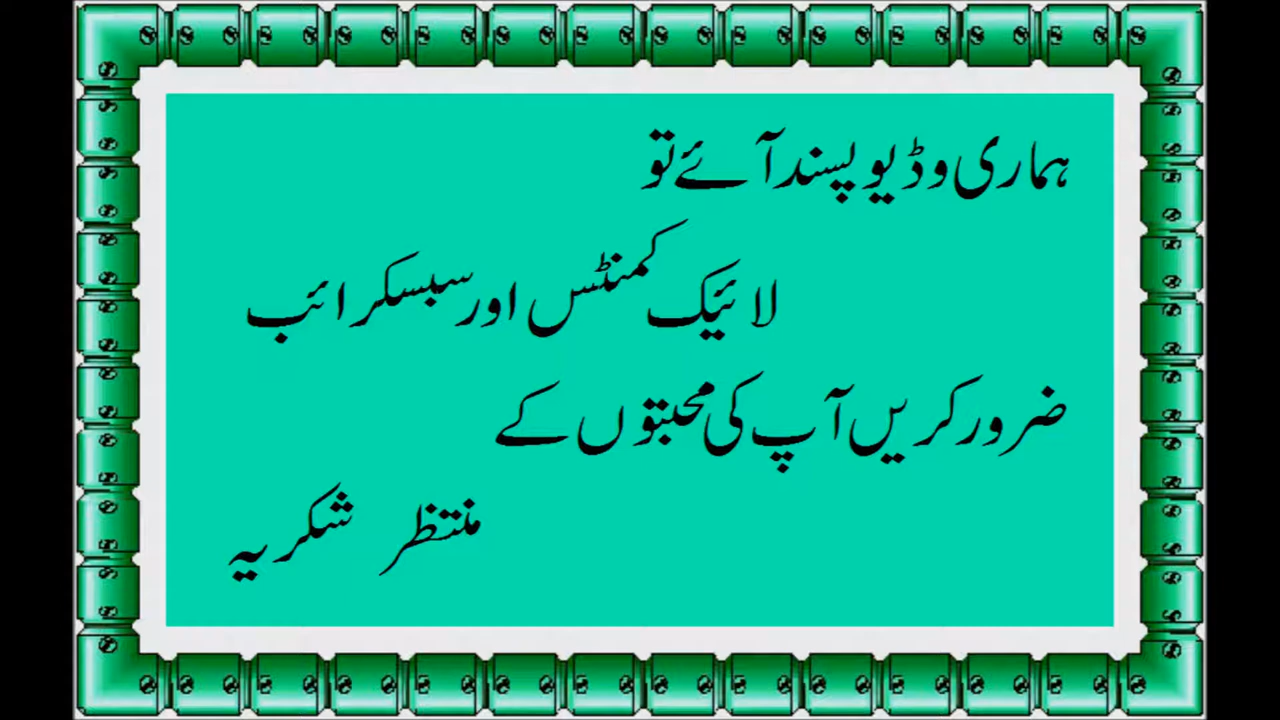 ہماری وڈیو پسند آئے تو
لائیک کمنٹس اور سبسکرائب
ضرور کریں آپ کی محبتوں کے
منتظر شکریہ